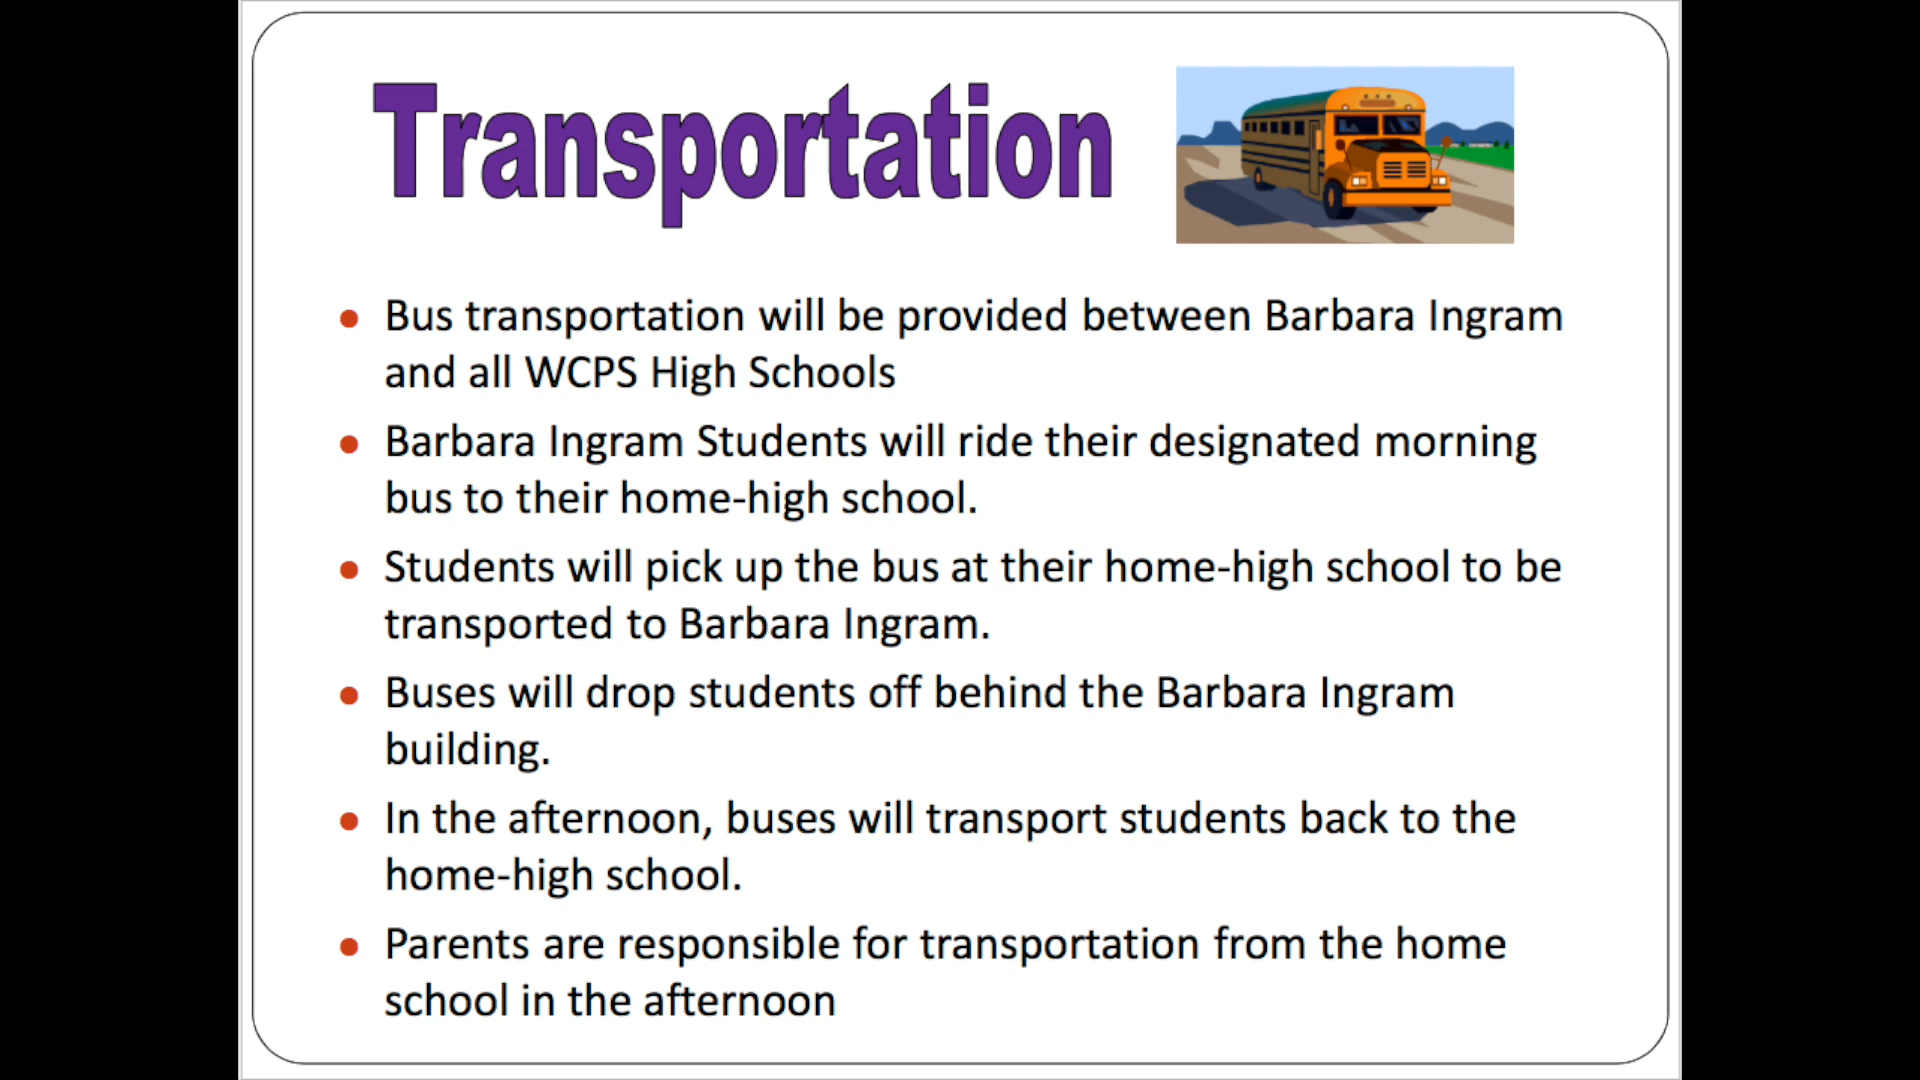 Transportation
• Bus transportation will be provided between Barbara Ingram
and all WCPS High Schools
• Barbara Ingram Students will ride their designated morning
bus to their home-high school.
• Students will pick up the bus at their home-high school to be
transported to Barbara Ingram.
• Buses will drop students off behind the Barbara Ingram
building.
• In the afternoon, buses will transport students back to the
home-high school.
• Parents are responsible for transportation from the home
school in the afternoon